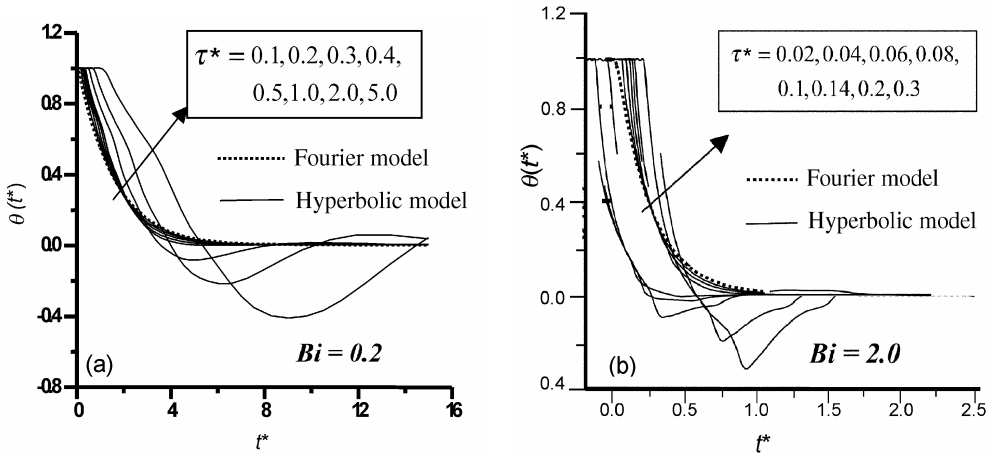 1.2
0.8
0.4
0.0
-0.4
-0.8
θ (t*)
τ* = 0.1,0.2,0.3,0.4,
0.5,1.0,2.0,5.0
Fourier model
Hyperbolic model
(a)
Bi = 0.2
0 4 8 12 16
t*
1.2
0.8
0.4
0.0
0.4
θ(t*)
τ* = 0.02,0.04,0.06,0.08,
0.1,0.14,0.2,0.3
Fourier model
Hyperbolic model
(b)
Bi = 2.0
0.0 0.5 1.0 1.5 2.0 2.5
t*